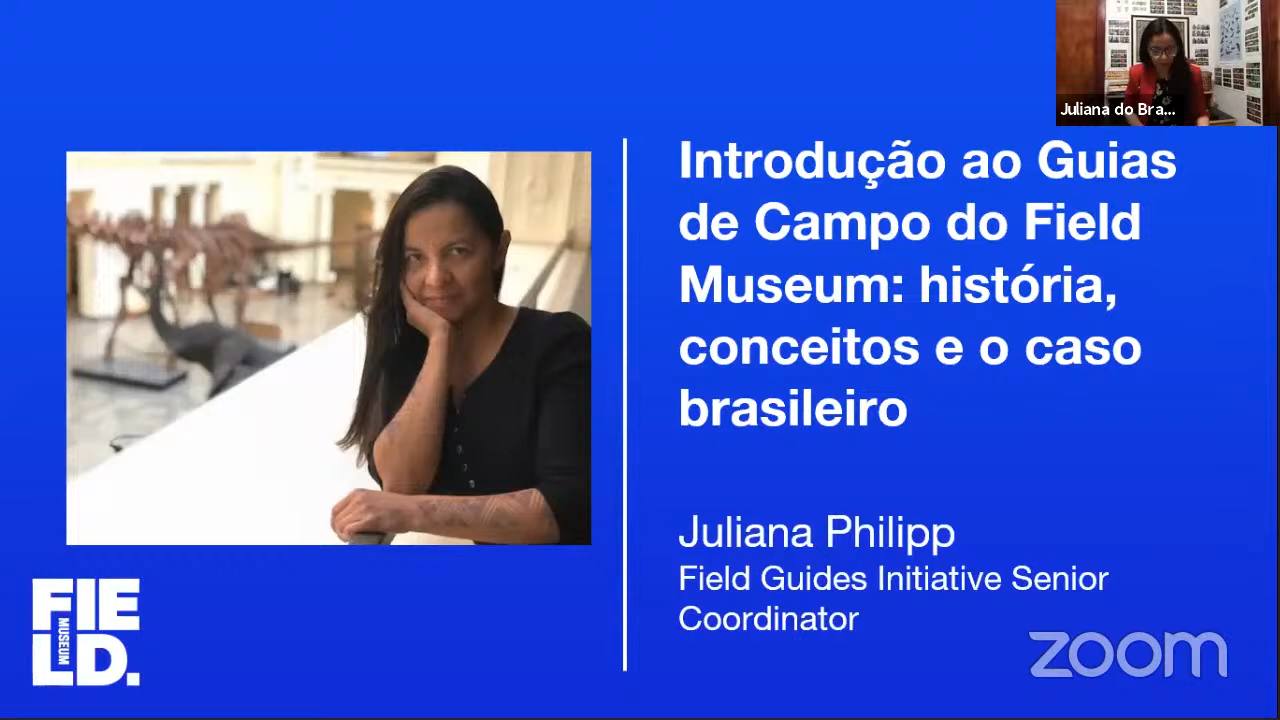 Juliana do Bra...
Introdução ao Guias
de Campo do Field
Museum: história,
conceitos e o caso
brasileiro
Juliana Philipp
Field Guides Initiative Senior
Coordinator
FIE
LD.
MUSEUM
zoom